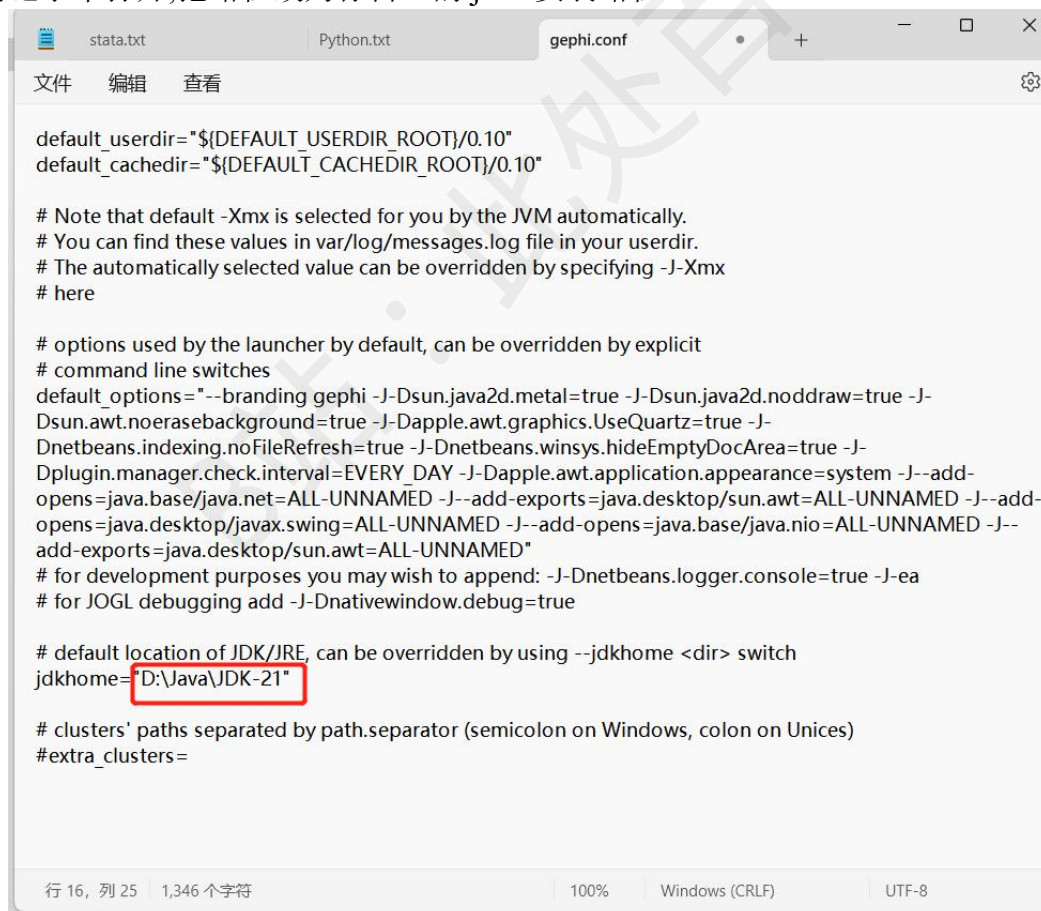 stata.txt Python.txt gephi.conf
文件 编辑 查看
default_userdir="${DEFAULT_USERDIR_ROOT}/0.10"
default_cachedir="${DEFAULT_CACHEDIR_ROOT}/0.10"
# Note that default -Xmx is selected for you by the JVM automatically.
# You can find these values in var/log/messages.log file in your userdir.
# The automatically selected value can be overridden by specifying -J-Xmx
# here
# options used by the launcher by default, can be overridden by explicit
# command line switches
default_options="--branding gephi -J-Dsun.java2d.metal=true -J-Dsun.java2d.noddraw=true -J-
Dsun.awt.noerasebackground=true -J-Dapple.awt.graphics.UseQuartz=true -J-
Dnetbeans.indexing.noFileRefresh=true -J-Dnetbeans.winsys.hideEmptyDocArea=true -J-
Dplugin.manager.check.interval=EVERY_DAY -J-Dapple.awt.application.appearance=system -J--add-
opens=java.base/java.net=ALL-UNNAMED -J--add-exports=java.desktop/sun.awt=ALL-UNNAMED -J--add-
opens=java.desktop/javax.swing=ALL-UNNAMED -J--add-opens=java.base/java.nio=ALL-UNNAMED -J--
add-exports=java.desktop/sun.awt=ALL-UNNAMED"
# for development purposes you may wish to append: -J-Dnetbeans.logger.console=true -J-ea
# for JOGL debugging add -J-Dnativewindow.debug=true
# default location of JDK/JRE, can be overridden by using --jdkhome <dir> switch
jdkhome="D:\Java\JDK-21"
# clusters' paths separated by path.separator (semicolon on Windows, colon on Unices)
#extra_clusters=
行 16, 列 25 1,346 个字符 100% Windows (CRLF) UTF-8
B站：此处